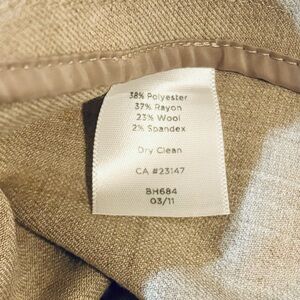 38% Polyester
37% Rayon
23% Wool
2% Spandex
Dry Clean
CA #23147
BH684
03/11